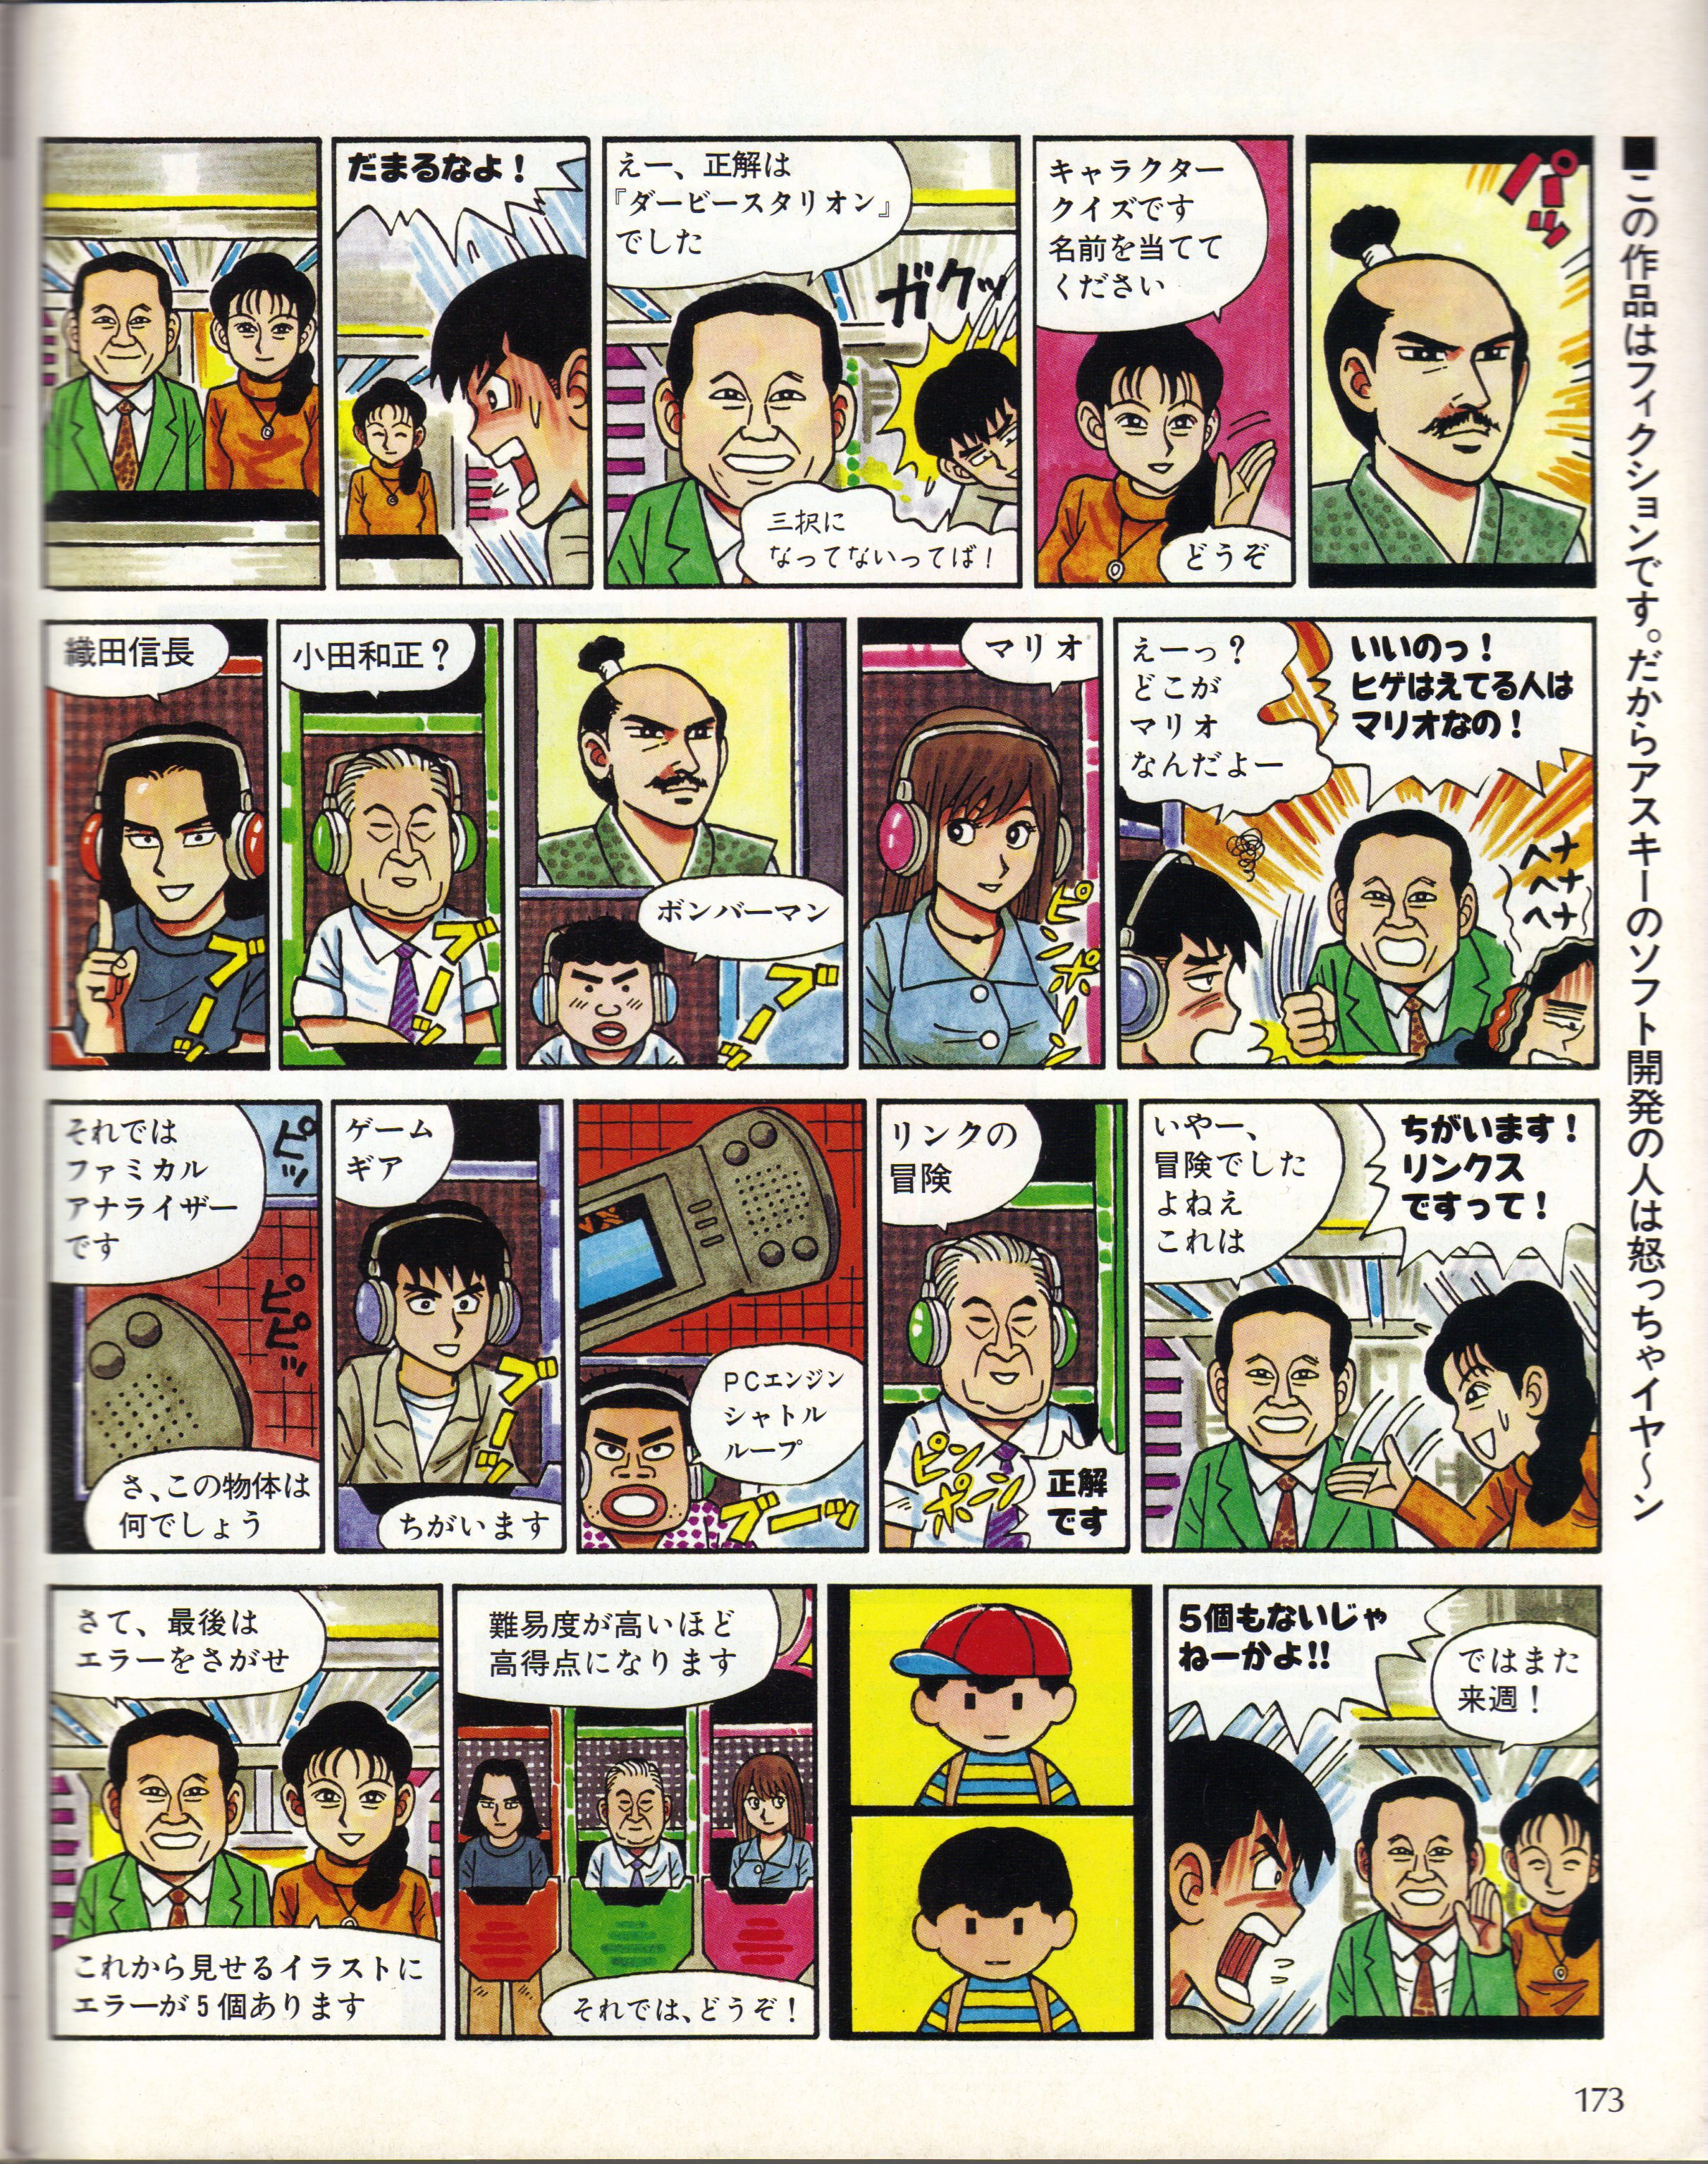 ■この作品はフィクションです。だからアスキーのソフト開発の人は怒っちゃイヤ〜ン
だまるなよ!
えー、正解は
『ダービースタリオン』
でした
ガクッ
三択に
なってないってば!
キャラクター
クイズです
名前を当てて
ください
どうぞ
パッ
織田信長
ブーッ
小田和正?
ブーッ
ボンバーマン
ブーッ
マリオ
ピンポーン
えーっ?
どこが
マリオ
なんだよー
いいのっ!
ヒゲはえてる人は
マリオなの!
ヘナ
ヘナ
ヘナ
それでは
ファミカル
アナライザー
です
ピッ
ピピッ
さ、この物体は
何でしょう
ゲーム
ギア
ブーッ
ちがいます
PCエンジン
シャトル
ループ
ブーッ
リンクの
冒険
ピンポーン
正解
です
いやー、
冒険でした
よねえ
これは
ちがいます!
リンクス
ですって!
さて、最後は
エラーをさがせ
これから見せるイラストに
エラーが5個あります
難易度が高いほど
高得点になります
それでは、どうぞ!
5個もないじゃ
ねーかよ!!
ではまた
来週!
173